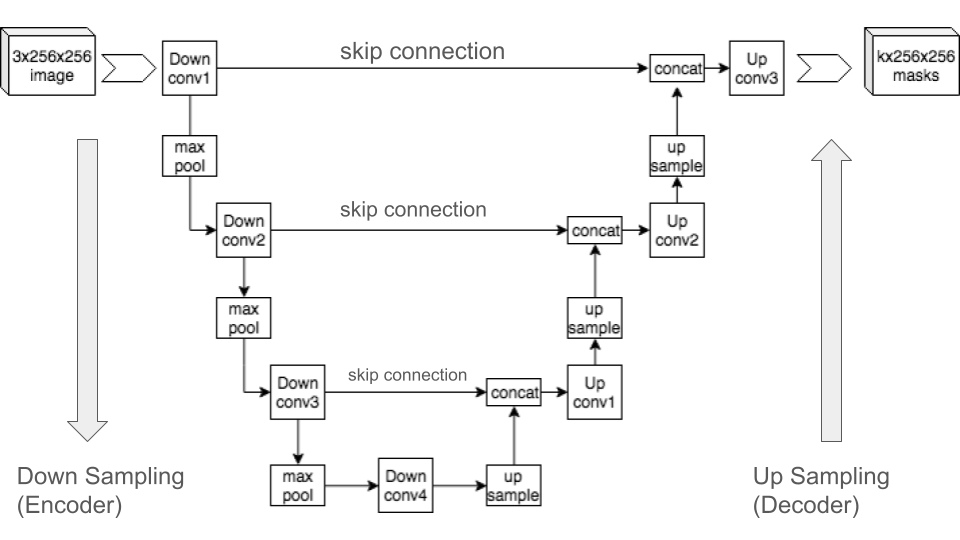 3x256x256
image
Down
conv1
skip connection
concat
Up
conv3
kx256x256
masks
max
pool
up
sample
Down
conv2
skip connection
concat
Up
conv2
max
pool
up
sample
Down
conv3
skip connection
concat
Up
conv1
max
pool
Down
conv4
up
sample
Down Sampling
(Encoder)
Up Sampling
(Decoder)